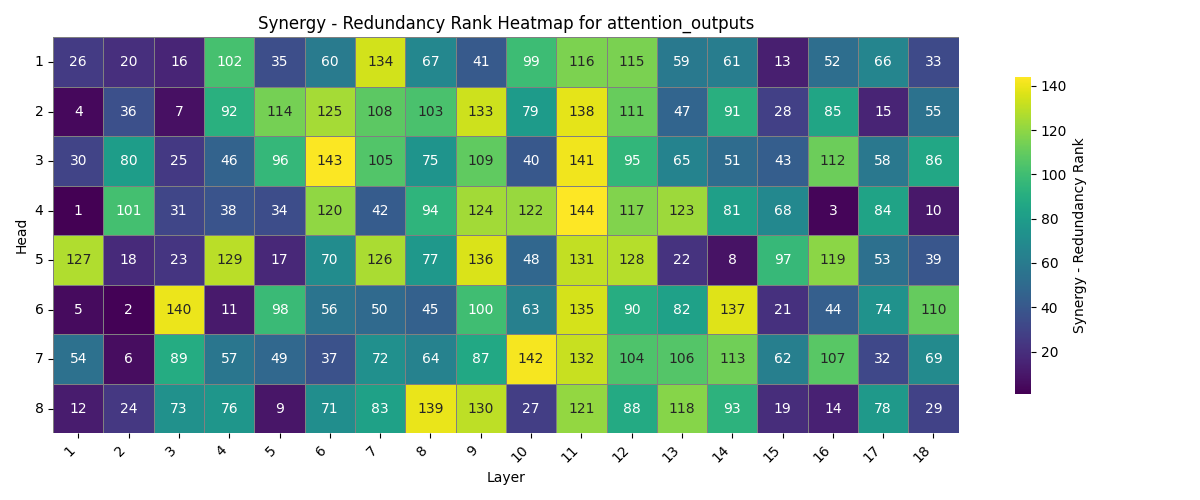 Synergy - Redundancy Rank Heatmap for attention_outputs
1 26 20 16 102 35 60 134 67 41 99 116 115 59 61 13 52 66 33
2 4 36 7 92 114 125 108 103 133 79 138 111 47 91 28 85 15 55
3 30 80 25 46 96 143 105 75 109 40 141 95 65 51 43 112 58 86
4 1 101 31 38 34 120 42 94 124 122 144 117 123 81 68 3 84 10
5 127 18 23 129 17 70 126 77 136 48 131 128 22 8 97 119 53 39
6 5 2 140 11 98 56 50 45 100 63 135 90 82 137 21 44 74 110
7 54 6 89 57 49 37 72 64 87 142 132 104 106 113 62 107 32 69
8 12 24 73 76 9 71 83 139 130 27 121 88 118 93 19 14 78 29
1 2 3 4 5 6 7 8 9 10 11 12 13 14 15 16 17 18
Layer
Head
140
120
100
80
60
40
20
Synergy - Redundancy Rank